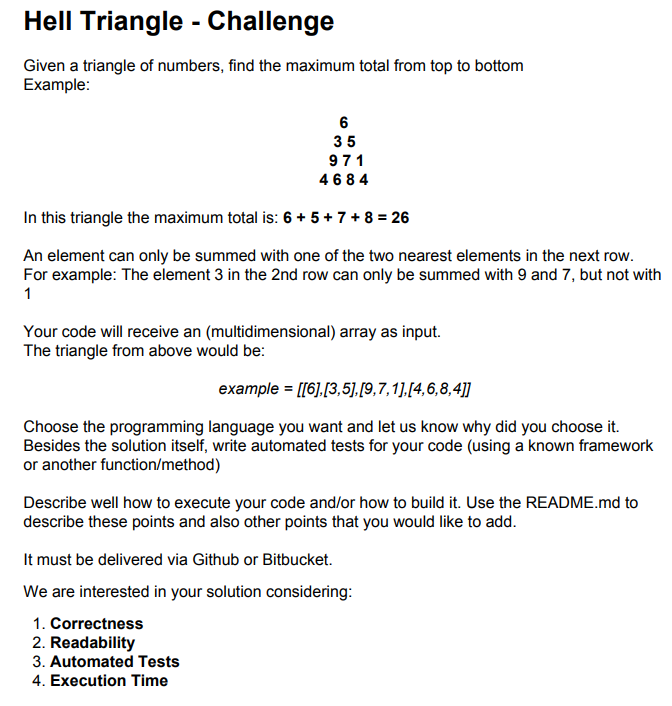 Hell Triangle - Challenge
Given a triangle of numbers, find the maximum total from top to bottom
Example:
6
3 5
9 7 1
4 6 8 4
In this triangle the maximum total is: 6 + 5 + 7 + 8 = 26
An element can only be summed with one of the two nearest elements in the next row.
For example: The element 3 in the 2nd row can only be summed with 9 and 7, but not with
1
Your code will receive an (multidimensional) array as input.
The triangle from above would be:
example = [[6],[3,5],[9,7,1],[4,6,8,4]]
Choose the programming language you want and let us know why did you choose it.
Besides the solution itself, write automated tests for your code (using a known framework
or another function/method)
Describe well how to execute your code and/or how to build it. Use the README.md to
describe these points and also other points that you would like to add.
It must be delivered via Github or Bitbucket.
We are interested in your solution considering:
1. Correctness
2. Readability
3. Automated Tests
4. Execution Time